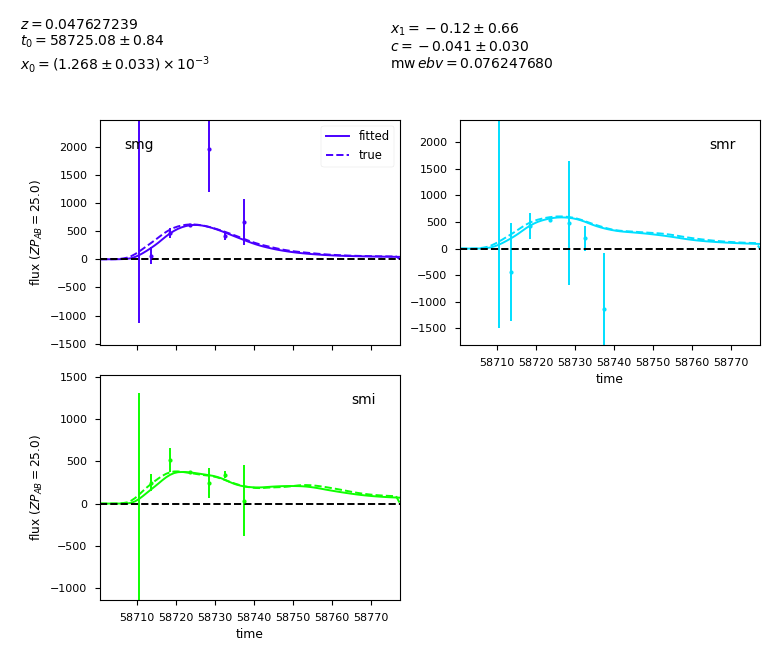 z = 0.047627239
t₀ = 58725.08 ± 0.84
x₀ = (1.268 ± 0.033) × 10⁻³
x₁ = −0.12 ± 0.66
c = −0.041 ± 0.030
mw ebv = 0.076247680
smg
fitted
true
2000
1500
1000
500
0
−500
−1000
−1500
flux (ZP_AB = 25.0)
smr
2000
1500
1000
500
0
−500
−1000
−1500
58710 58720 58730 58740 58750 58760 58770
time
smi
1500
1000
500
0
−500
−1000
flux (ZP_AB = 25.0)
58710 58720 58730 58740 58750 58760 58770
time